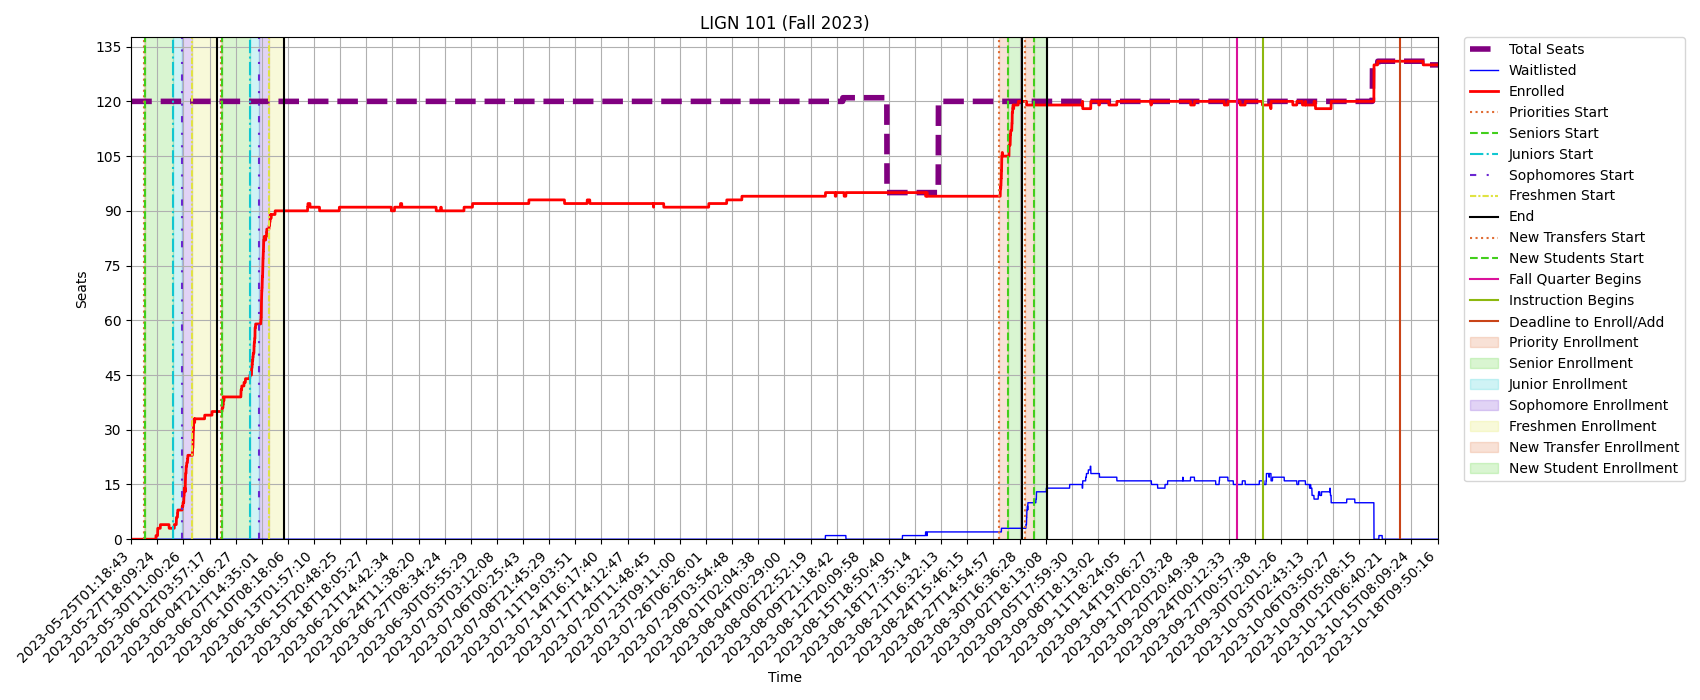 LIGN 101 (Fall 2023)
135
120
105
90
75
60
45
30
15
0
Seats
2023-05-25T01:18:43
2023-05-27T18:09:24
2023-05-30T11:00:26
2023-06-02T03:57:17
2023-06-04T21:06:27
2023-06-07T14:35:01
2023-06-10T08:18:06
2023-06-13T01:57:10
2023-06-15T20:48:25
2023-06-18T18:05:27
2023-06-21T14:42:34
2023-06-24T11:38:20
2023-06-27T08:34:24
2023-06-30T05:55:29
2023-07-03T03:12:08
2023-07-06T00:25:43
2023-07-08T21:45:29
2023-07-11T19:03:51
2023-07-14T16:17:40
2023-07-17T14:12:47
2023-07-20T11:48:45
2023-07-23T09:11:00
2023-07-26T06:26:01
2023-07-29T03:54:48
2023-08-01T02:04:38
2023-08-04T00:29:00
2023-08-06T22:52:19
2023-08-09T21:18:42
2023-08-12T20:09:58
2023-08-15T18:50:40
2023-08-18T17:35:14
2023-08-21T16:32:13
2023-08-24T15:46:15
2023-08-27T14:54:57
2023-08-30T16:36:28
2023-09-02T18:13:08
2023-09-05T17:59:30
2023-09-08T18:13:02
2023-09-11T18:24:05
2023-09-14T19:06:27
2023-09-17T20:03:28
2023-09-20T20:49:38
2023-09-24T00:12:33
2023-09-27T00:57:38
2023-09-30T02:01:26
2023-10-03T02:43:13
2023-10-06T03:50:27
2023-10-09T05:08:15
2023-10-12T06:40:21
2023-10-15T08:09:24
2023-10-18T09:50:16
Time
Total Seats
Waitlisted
Enrolled
Priorities Start
Seniors Start
Juniors Start
Sophomores Start
Freshmen Start
End
New Transfers Start
New Students Start
Fall Quarter Begins
Instruction Begins
Deadline to Enroll/Add
Priority Enrollment
Senior Enrollment
Junior Enrollment
Sophomore Enrollment
Freshmen Enrollment
New Transfer Enrollment
New Student Enrollment